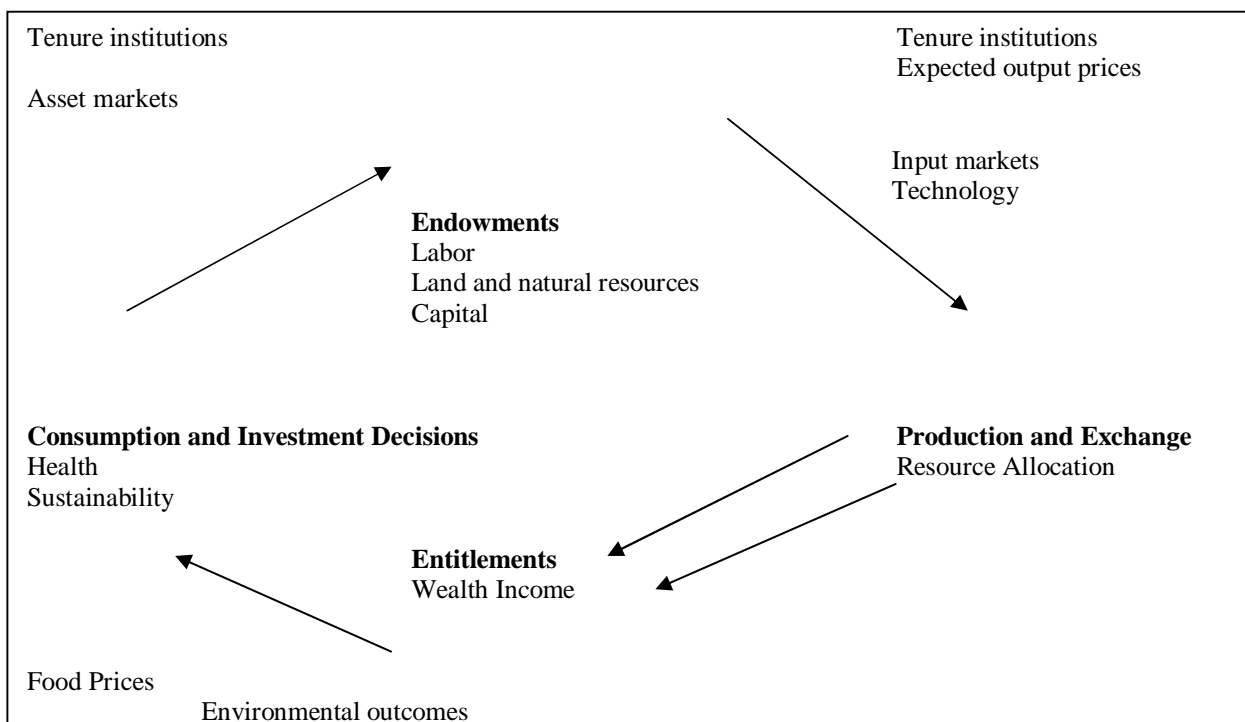 Tenure institutions
Tenure institutions
Expected output prices
Asset markets
Input markets
Technology
Endowments
Labor
Land and natural resources
Capital
Consumption and Investment Decisions
Health
Sustainability
Production and Exchange
Resource Allocation
Entitlements
Wealth Income
Food Prices
Environmental outcomes